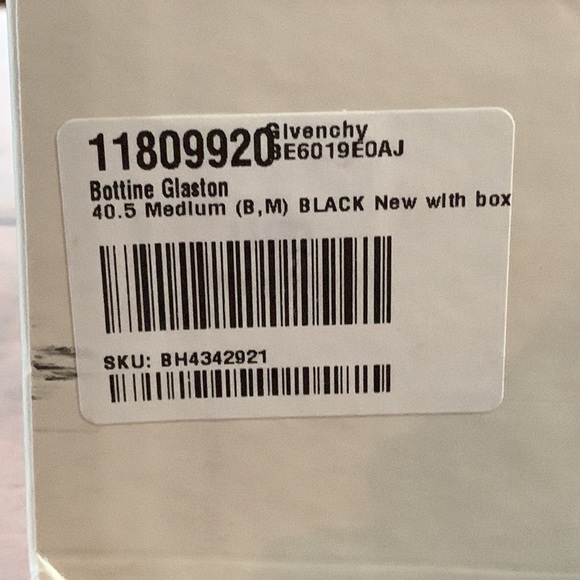 11809920 Givenchy
BE6019E0AJ
Bottine Glaston
40.5 Medium (B,M) BLACK New with box
SKU: BH4342921